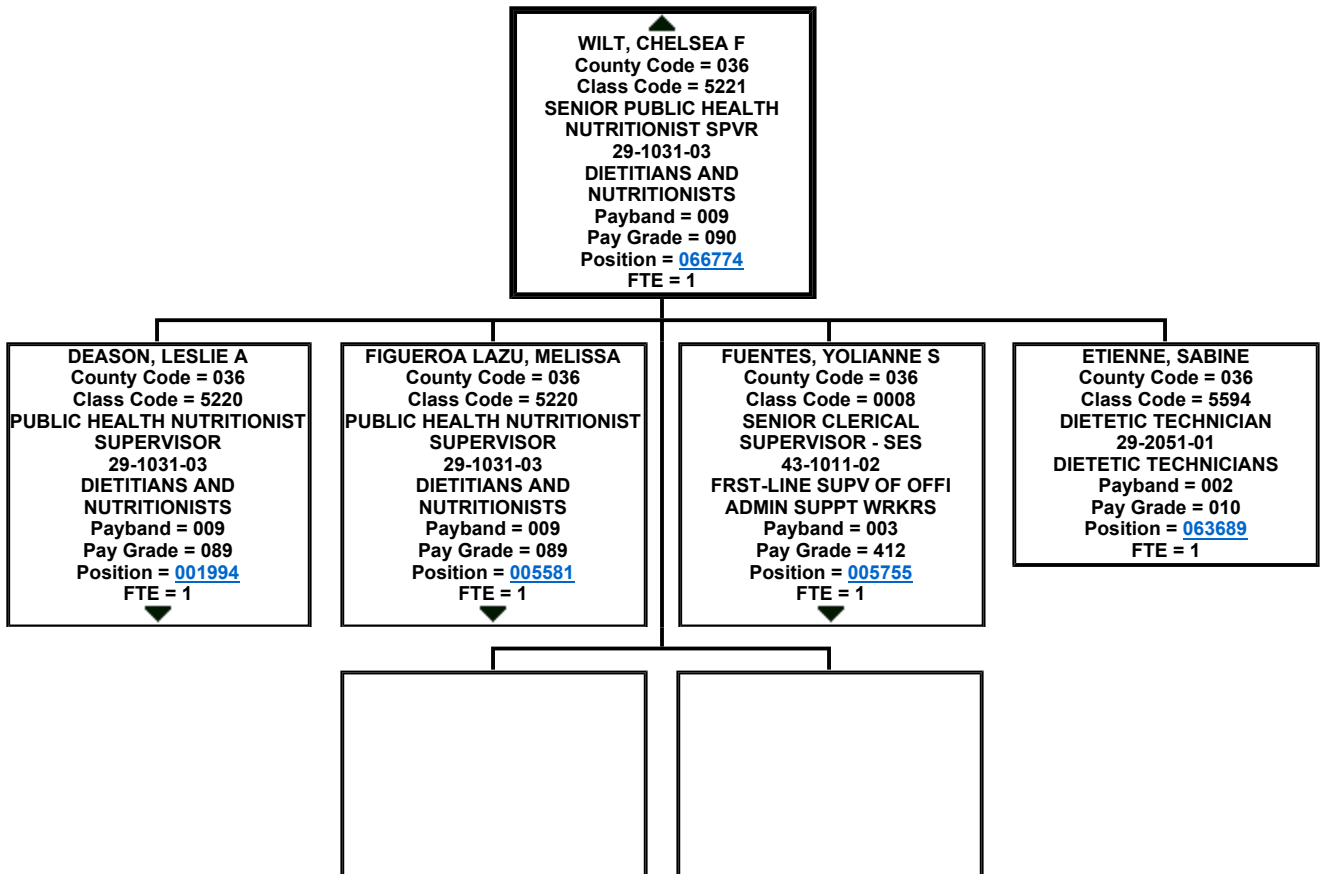 WILT, CHELSEA F
County Code = 036
Class Code = 5221
SENIOR PUBLIC HEALTH
NUTRITIONIST SPVR
29-1031-03
DIETITIANS AND
NUTRITIONISTS
Payband = 009
Pay Grade = 090
Position = 066774
FTE = 1
DEASON, LESLIE A
County Code = 036
Class Code = 5220
PUBLIC HEALTH NUTRITIONIST
SUPERVISOR
29-1031-03
DIETITIANS AND
NUTRITIONISTS
Payband = 009
Pay Grade = 089
Position = 001994
FTE = 1
FIGUEROA LAZU, MELISSA
County Code = 036
Class Code = 5220
PUBLIC HEALTH NUTRITIONIST
SUPERVISOR
29-1031-03
DIETITIANS AND
NUTRITIONISTS
Payband = 009
Pay Grade = 089
Position = 005581
FTE = 1
FUENTES, YOLIANNE S
County Code = 036
Class Code = 0008
SENIOR CLERICAL
SUPERVISOR - SES
43-1011-02
FRST-LINE SUPV OF OFFI
ADMIN SUPPT WRKRS
Payband = 003
Pay Grade = 412
Position = 005755
FTE = 1
ETIENNE, SABINE
County Code = 036
Class Code = 5594
DIETETIC TECHNICIAN
29-2051-01
DIETETIC TECHNICIANS
Payband = 002
Pay Grade = 010
Position = 063689
FTE = 1